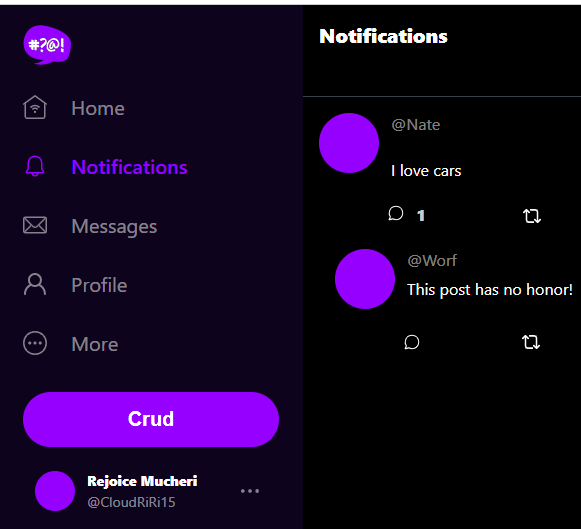 #?@!
Home
Notifications
Messages
Profile
More
Crud
Rejoice Mucheri
@CloudRiRi15
Notifications
@Nate
I love cars
1
@Worf
This post has no honor!